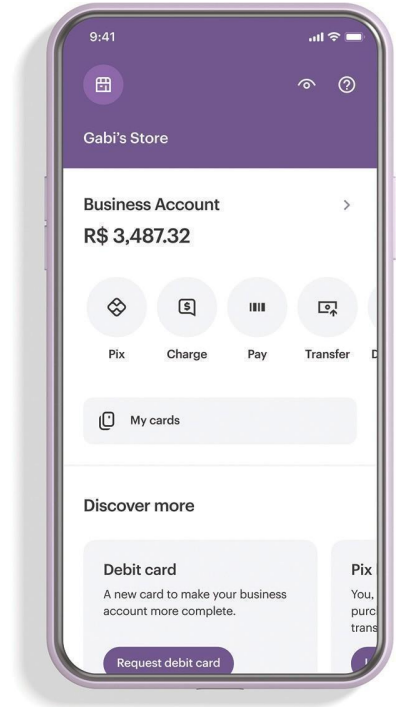 9:41
Gabi's Store
Business Account
R$ 3,487.32
Pix Charge Pay Transfer D
My cards
Discover more
Debit card
A new card to make your business
account more complete.
Request debit card
Pix
You,
purc
trans